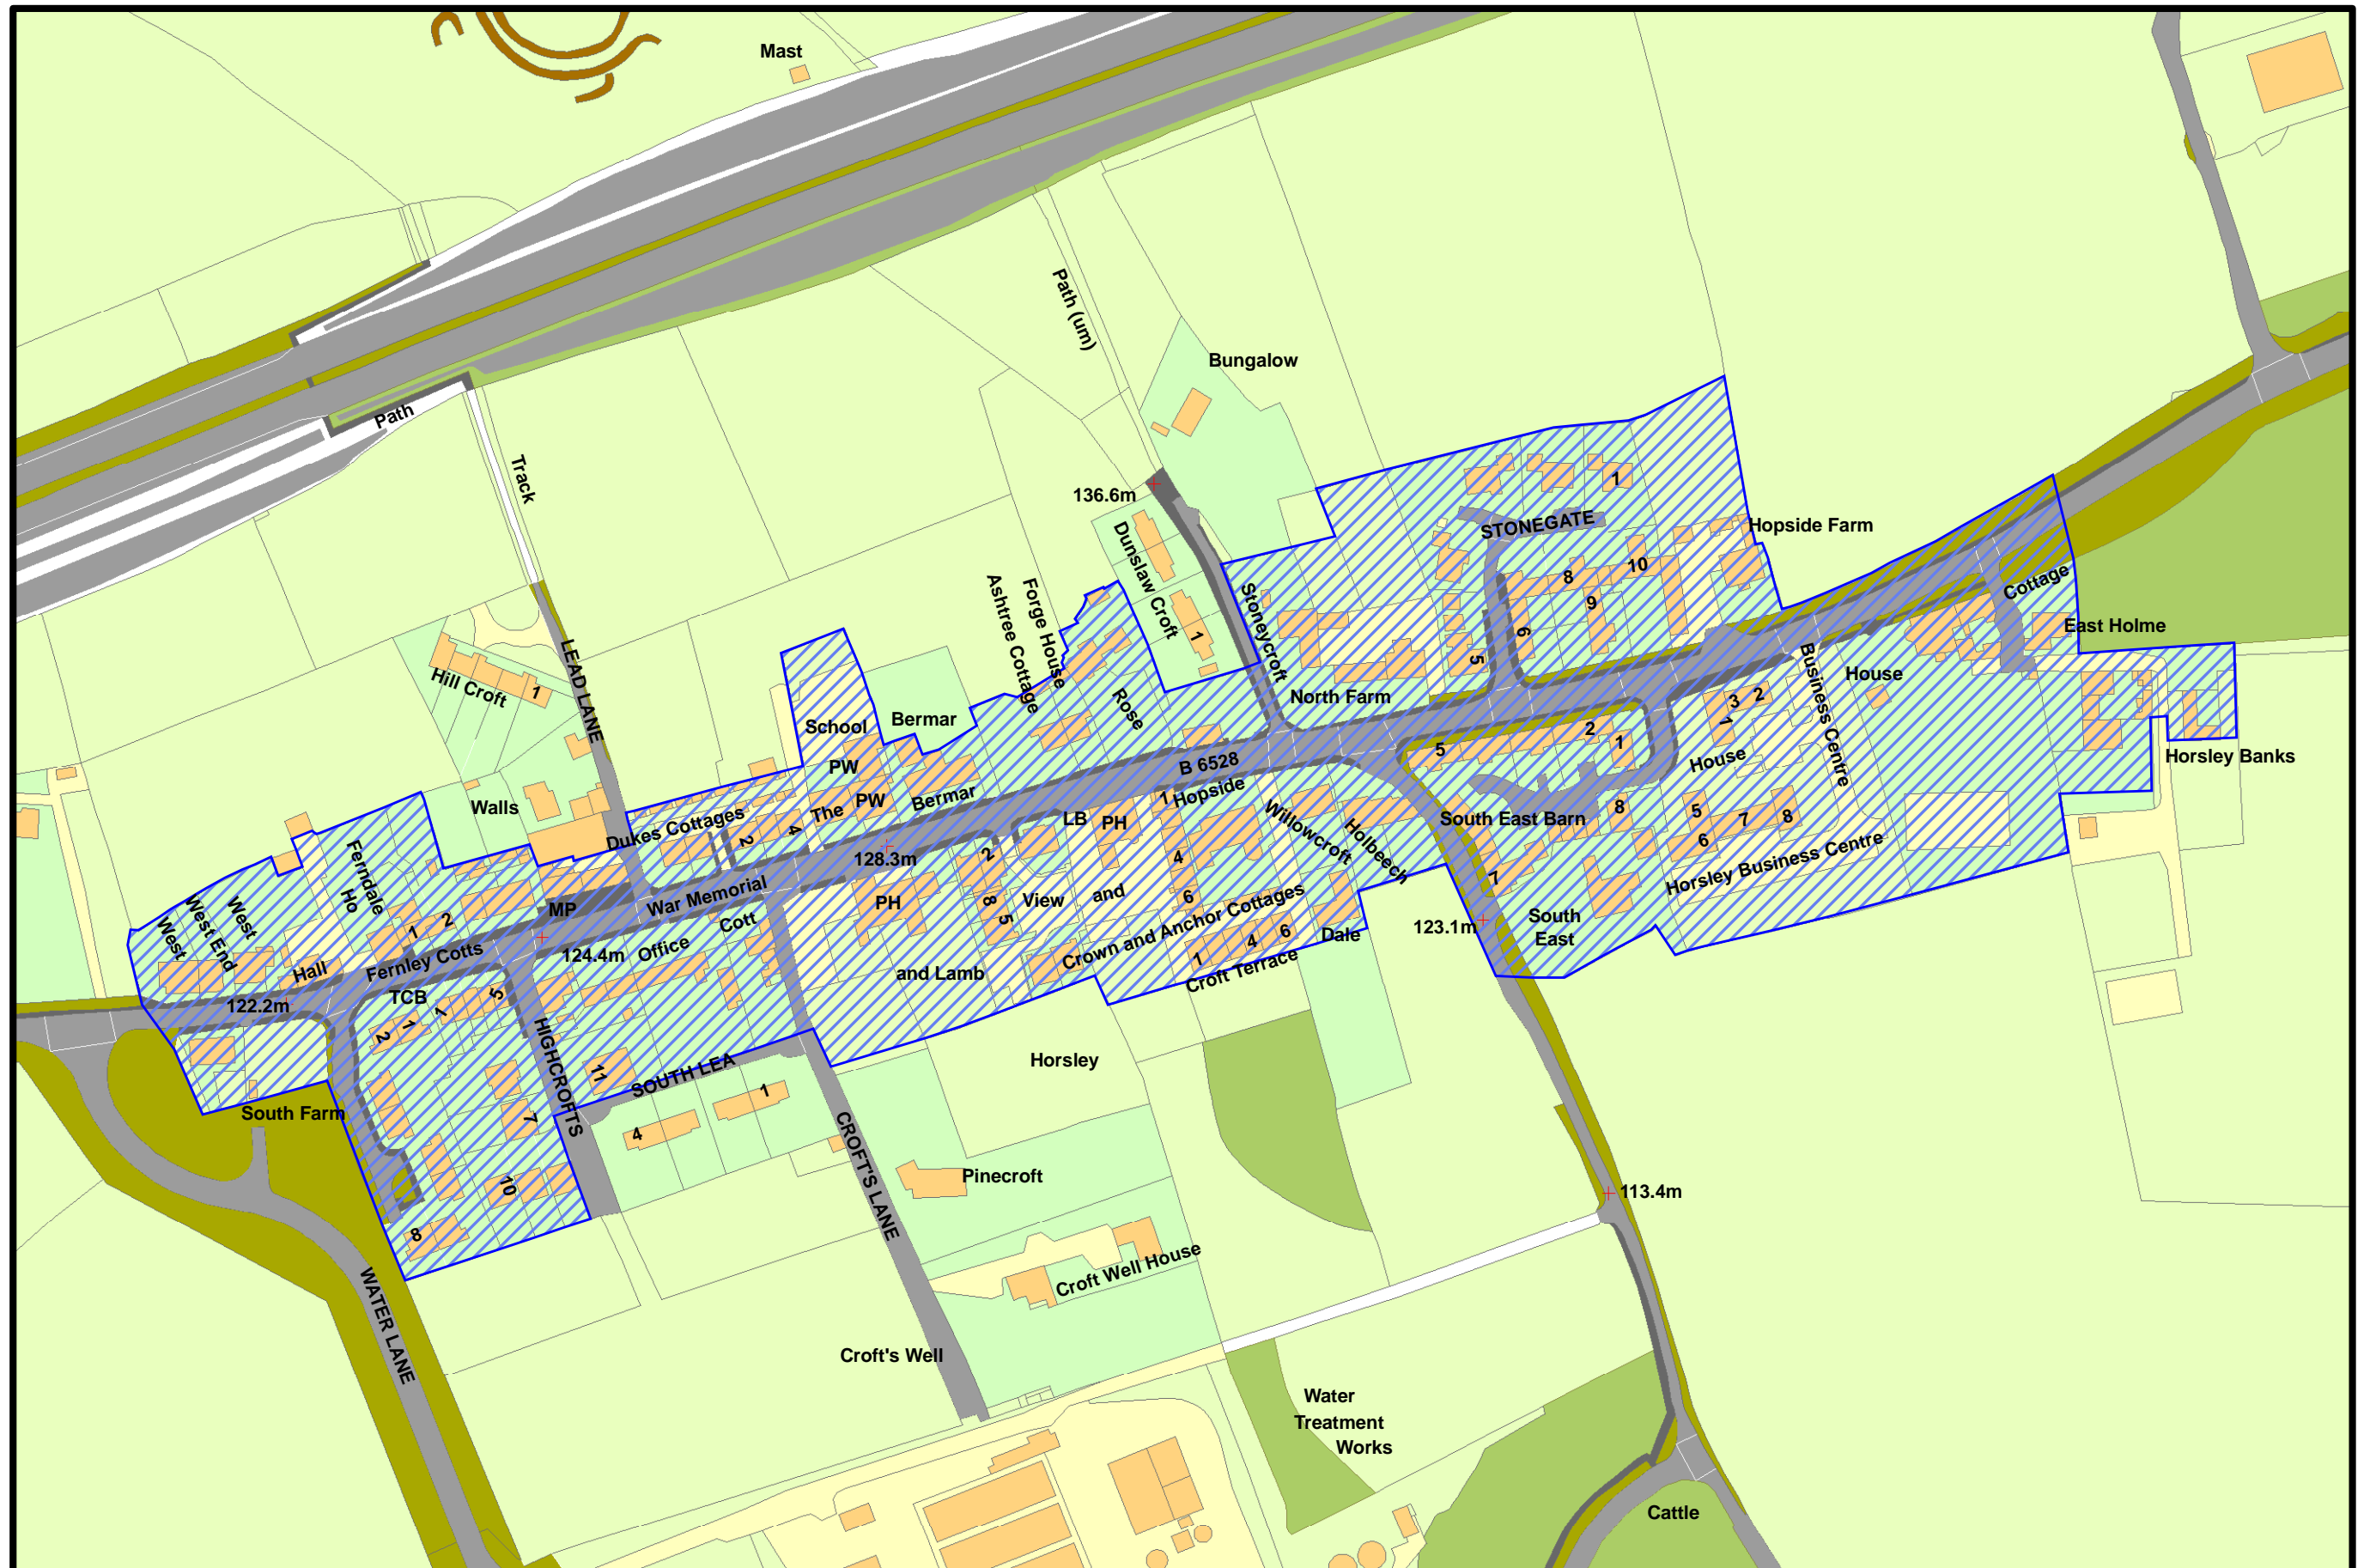 Mast
Path (um)
Bungalow
Path
Track
136.6m
Dunslaw Croft
1
Stoneycroft
1
STONEGATE
Hopside Farm
10
8
9
6
5
Cottage
East Holme
Forge House
Ashtree Cottage
LEAD LANE
Hill Croft
1
Rose
North Farm
Business Centre
House
School
Bermar
3
2
1
2
1
5
House
Horsley Banks
PW
B 6528
Walls
PW
Bermar
Hopside
1
The
Dukes Cottages
2
4
LB
PH
Willowcroft
Holbeech
South East Barn
8
5
7
8
6
Horsley Business Centre
128.3m
2
4
7
Ferndale
Ho
West
West End
West
War Memorial
MP
1
2
PH
8
5
View
and
6
Crown and Anchor Cottages
1
4
6
Dale
123.1m
South
East
Cott
Office
124.4m
Fernley Cotts
Hall
122.2m
TCB
1
5
1
2
and Lamb
Croft Terrace
HIGHCROFTS
11
SOUTH LEA
1
4
Horsley
South Farm
7
CROFT'S LANE
Pinecroft
10
8
113.4m
Croft Well House
WATER LANE
Croft's Well
Water
Treatment
Works
Cattle